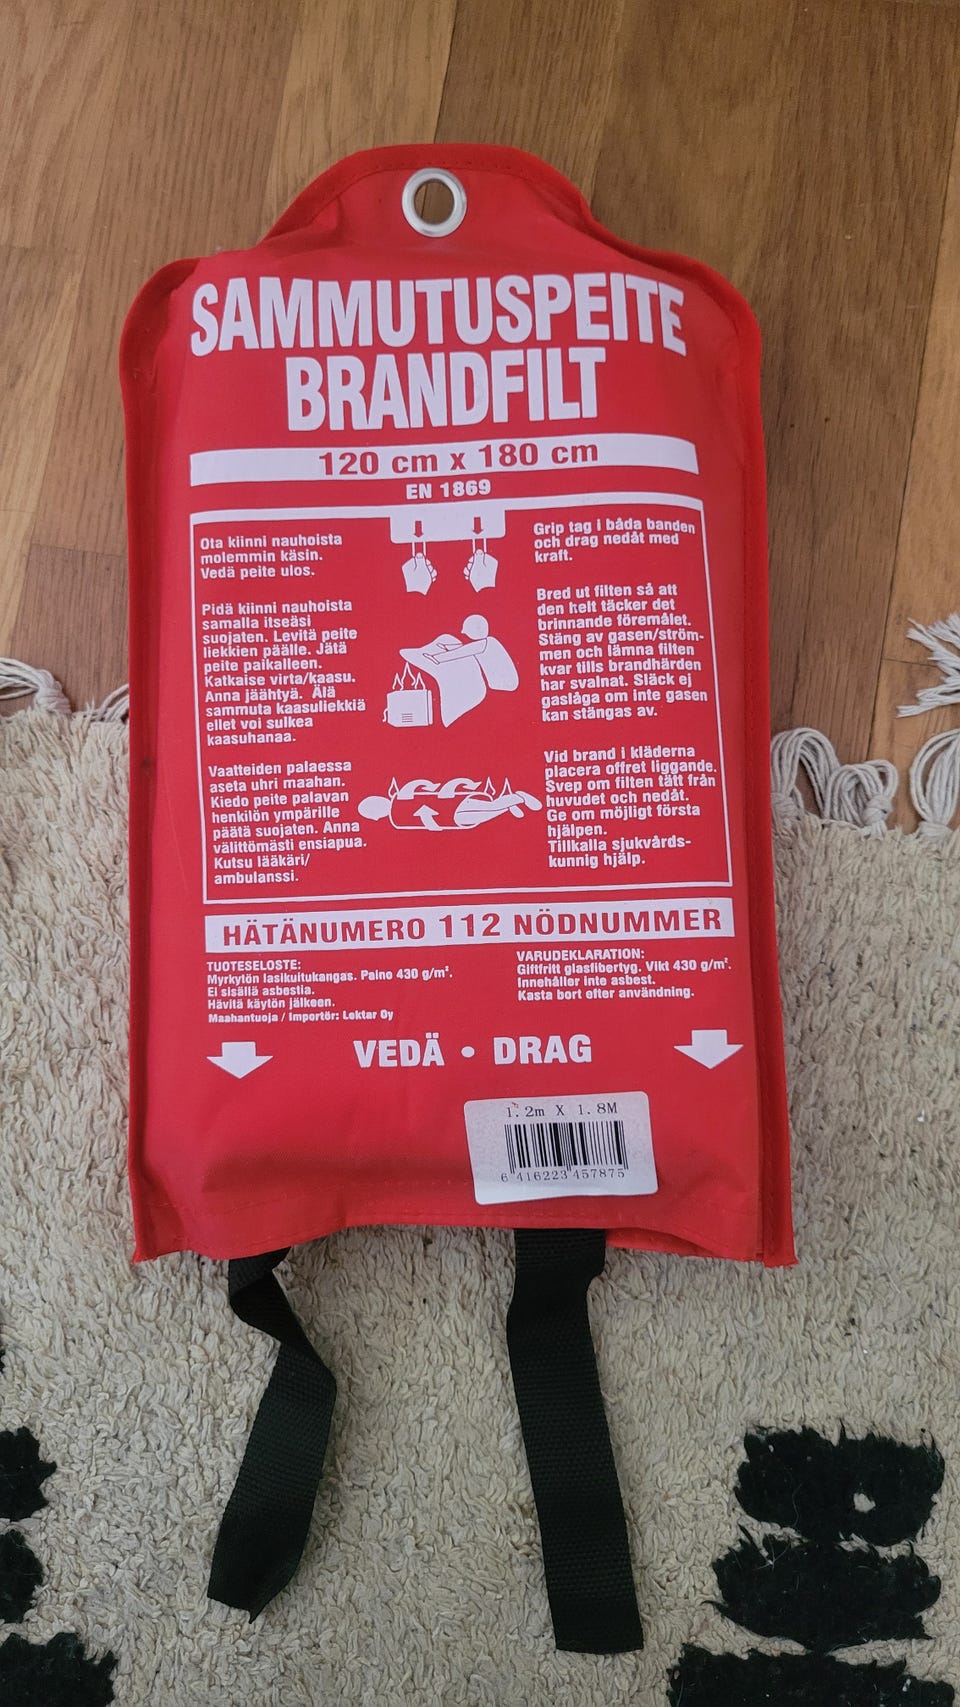 SAMMUTUSPEITE
BRANDFILT
120 cm x 180 cm
EN 1869
Ota kiinni nauhoista
molemmin käsin.
Vedä peite ulos.
Grip tag i båda banden
och drag nedåt med
kraft.
Pidä kiinni nauhoista
samalla itseäsi
suojaten. Levitä peite
liekkien päälle. Jätä
peite paikalleen.
Katkaise virta/kaasu.
Anna jäähtyä. Älä
sammuta kaasuliekkiä
ellet voi sulkea
kaasuhanaa.
Bred ut filten så att
den helt täcker det
brinnande föremålet.
Stäng av gasen/ström-
men och lämna filten
kvar tills brandhärden
har svalnat. Släck ej
gaslåga om inte gasen
kan stängas av.
Vaatteiden palaessa
aseta uhri maahan.
Kiedo peite palavan
henkilön ympärille
päätä suojaten. Anna
välittömästi ensiapua.
Kutsu lääkäri/
ambulanssi.
Vid brand i kläderna
placera offret liggande.
Svep om filten tätt från
huvudet och nedåt.
Ge om möjligt första
hjälpen.
Tillkalla sjukvårds-
kunnig hjälp.
HÄTÄNUMERO 112 NÖDNUMMER
TUOTESELOSTE:
Myrkytön lasikuitukangas. Paino 430 g/m².
Ei sisällä asbestia.
Hävitä käytön jälkeen.
Maahantuoja / Importör: Lektar Oy
VARUDEKLARATION:
Giftfritt glasfibertyg. Vikt 430 g/m².
Innehåller inte asbest.
Kasta bort efter användning.
VEDÄ • DRAG
1.2m X 1.8M
6 416223 457875